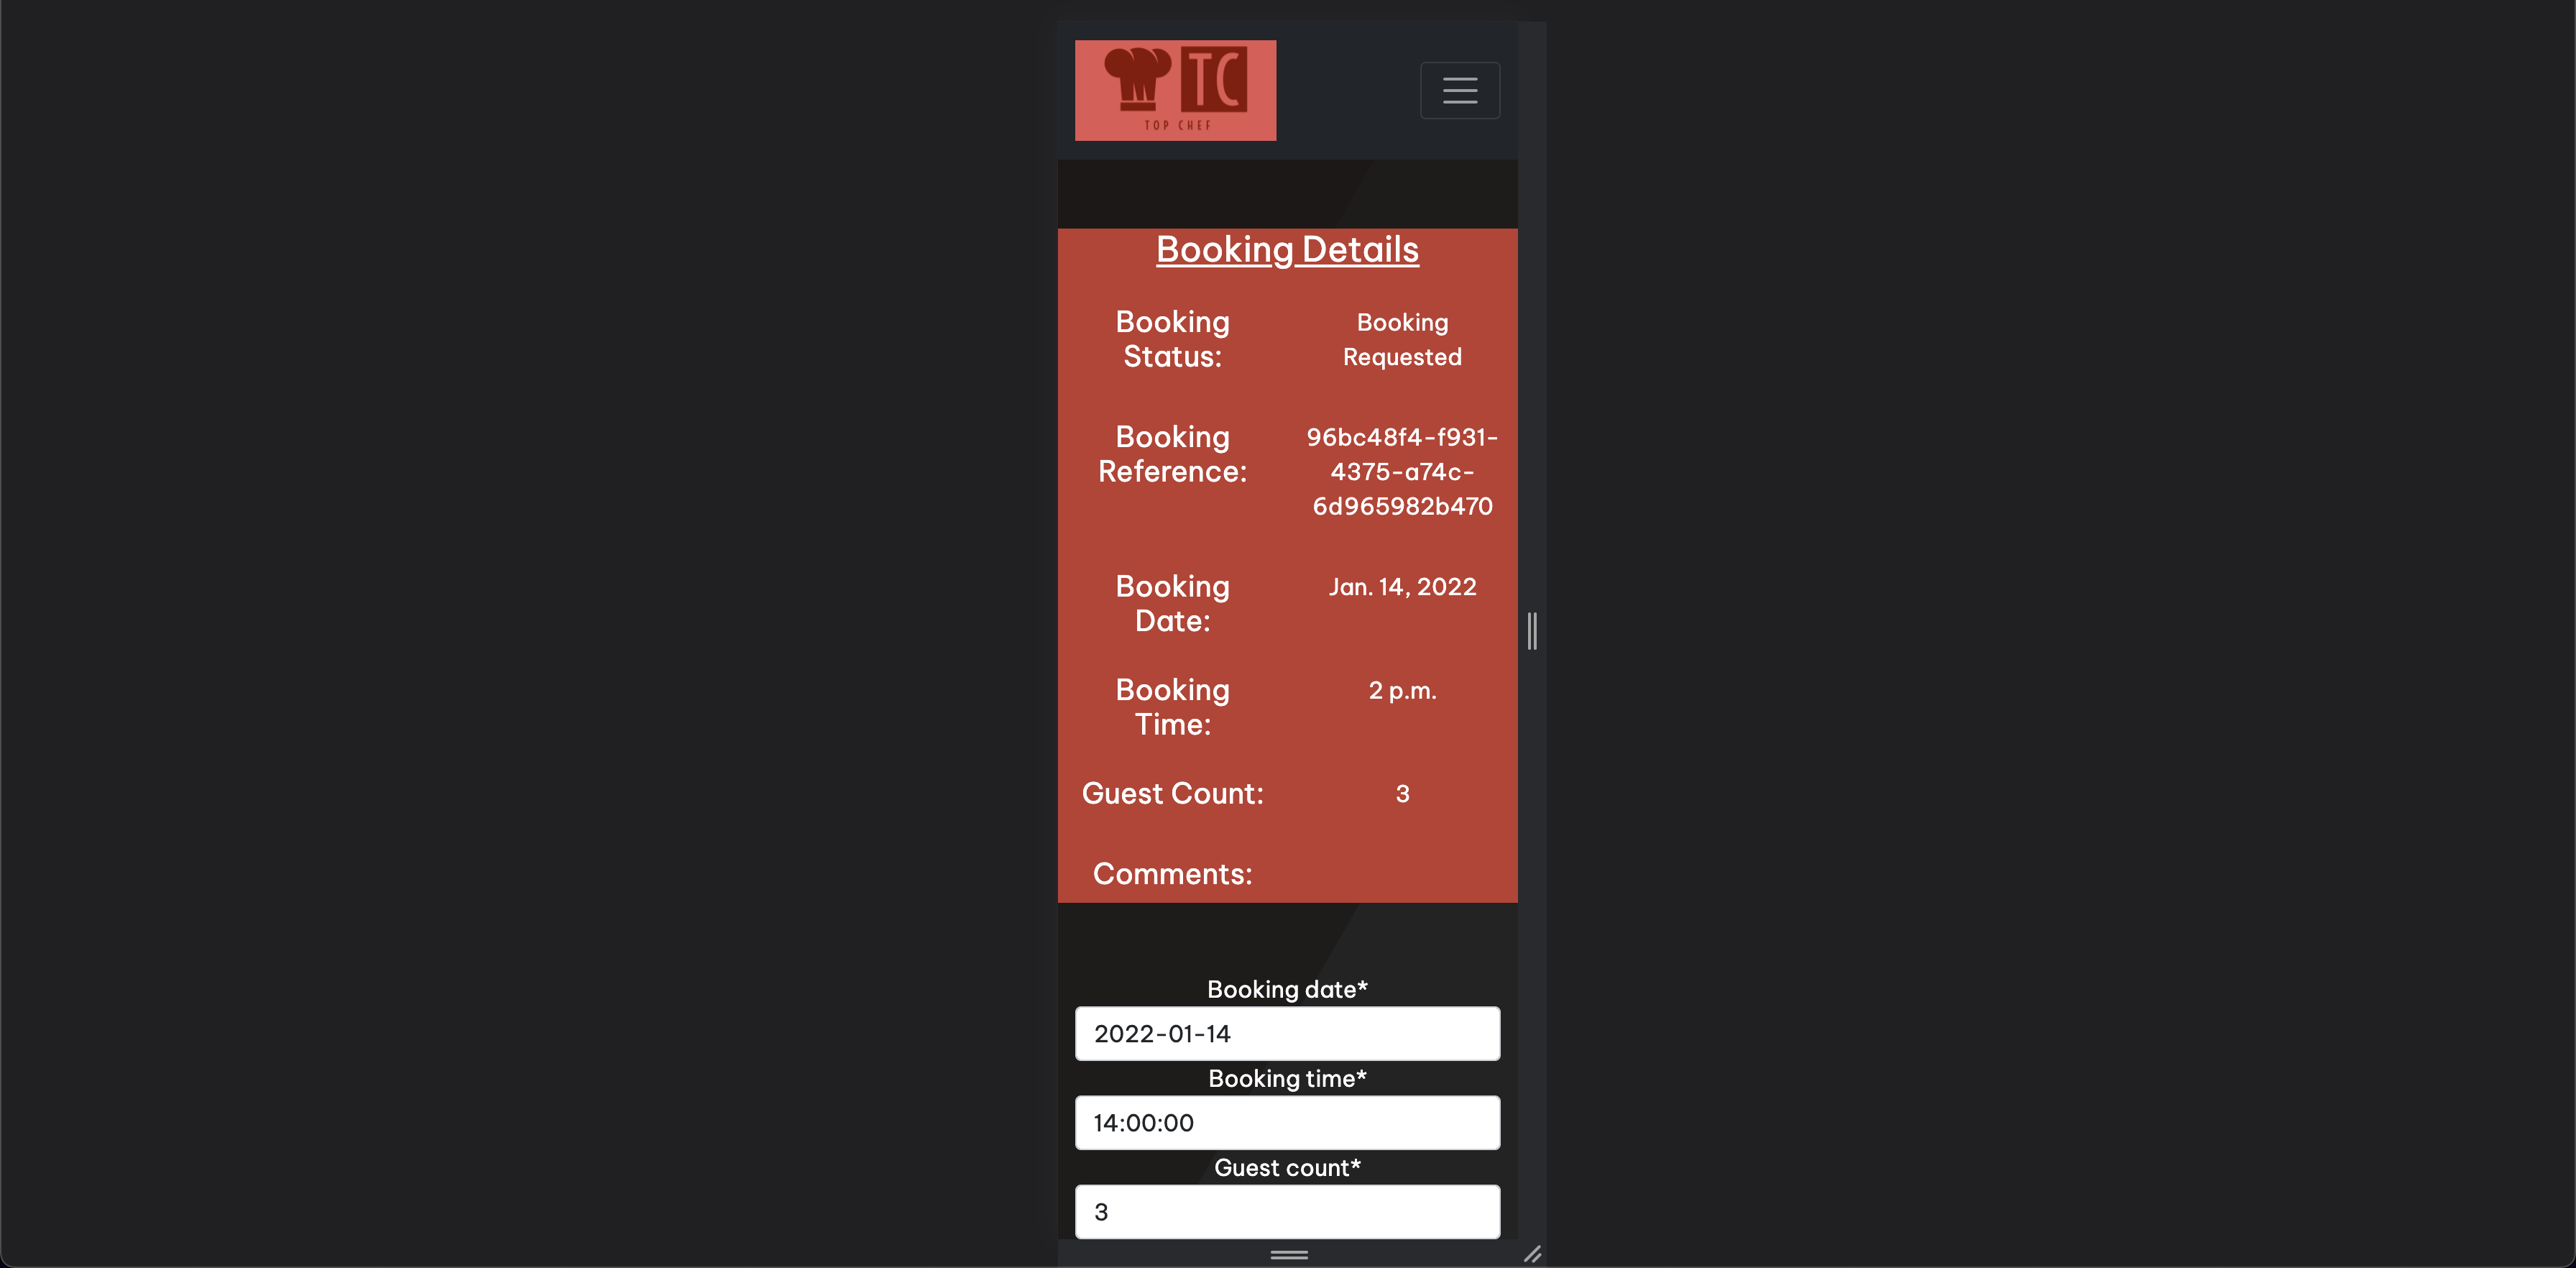 TC
TOP CHEF
Booking Details
Booking Status:
Booking Requested
Booking Reference:
96bc48f4-f931-
4375-a74c-
6d965982b470
Booking Date:
Jan. 14, 2022
Booking Time:
2 p.m.
Guest Count:
3
Comments:
Booking date*
2022-01-14
Booking time*
14:00:00
Guest count*
3